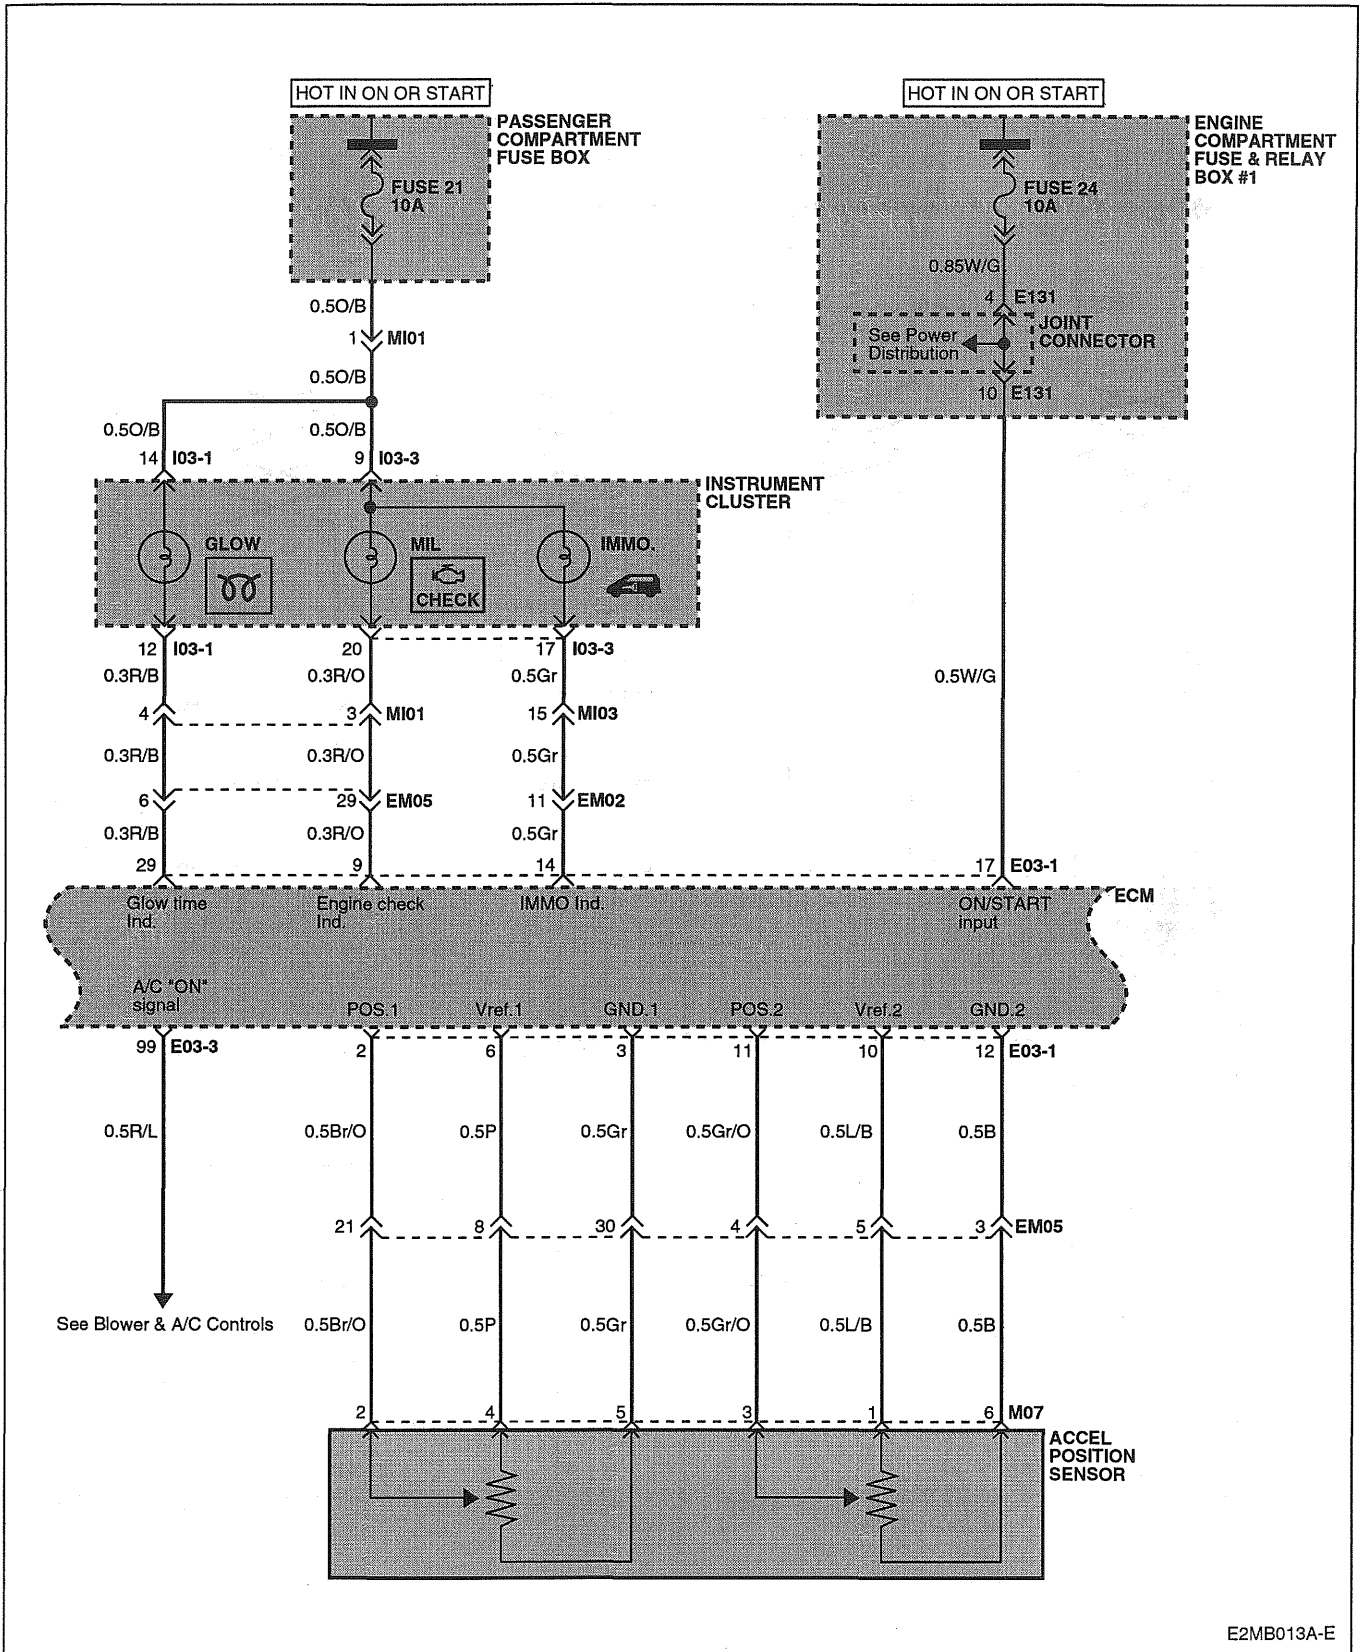 HOT IN ON OR START
HOT IN ON OR START
PASSENGER
COMPARTMENT
FUSE BOX
FUSE 21
10A
ENGINE
COMPARTMENT
FUSE & RELAY
BOX #1
FUSE 24
10A
0.85W/G
4 E131
See Power
Distribution
JOINT
CONNECTOR
10 E131
0.5O/B
1 MI01
0.5O/B
0.5O/B 0.5O/B
14 I03-1 9 I03-3
INSTRUMENT
CLUSTER
GLOW MIL IMMO.
CHECK
12 I03-1 20 17 I03-3
0.3R/B 0.3R/O 0.5Gr 0.5W/G
4 3 MI01 15 MI03
0.3R/B 0.3R/O 0.5Gr
6 29 EM05 11 EM02
0.3R/B 0.3R/O 0.5Gr
29 9 14 17 E03-1
ECM
Glow time
Ind.
Engine check
Ind.
IMMO Ind.
ON/START
input
A/C "ON"
signal
POS.1 Vref.1 GND.1 POS.2 Vref.2 GND.2
99 E03-3 2 6 3 11 10 12 E03-1
0.5R/L 0.5Br/O 0.5P 0.5Gr 0.5Gr/O 0.5L/B 0.5B
21 8 30 4 5 3 EM05
See Blower & A/C Controls 0.5Br/O 0.5P 0.5Gr 0.5Gr/O 0.5L/B 0.5B
2 4 5 3 1 6 M07
ACCEL
POSITION
SENSOR
E2MB013A-E